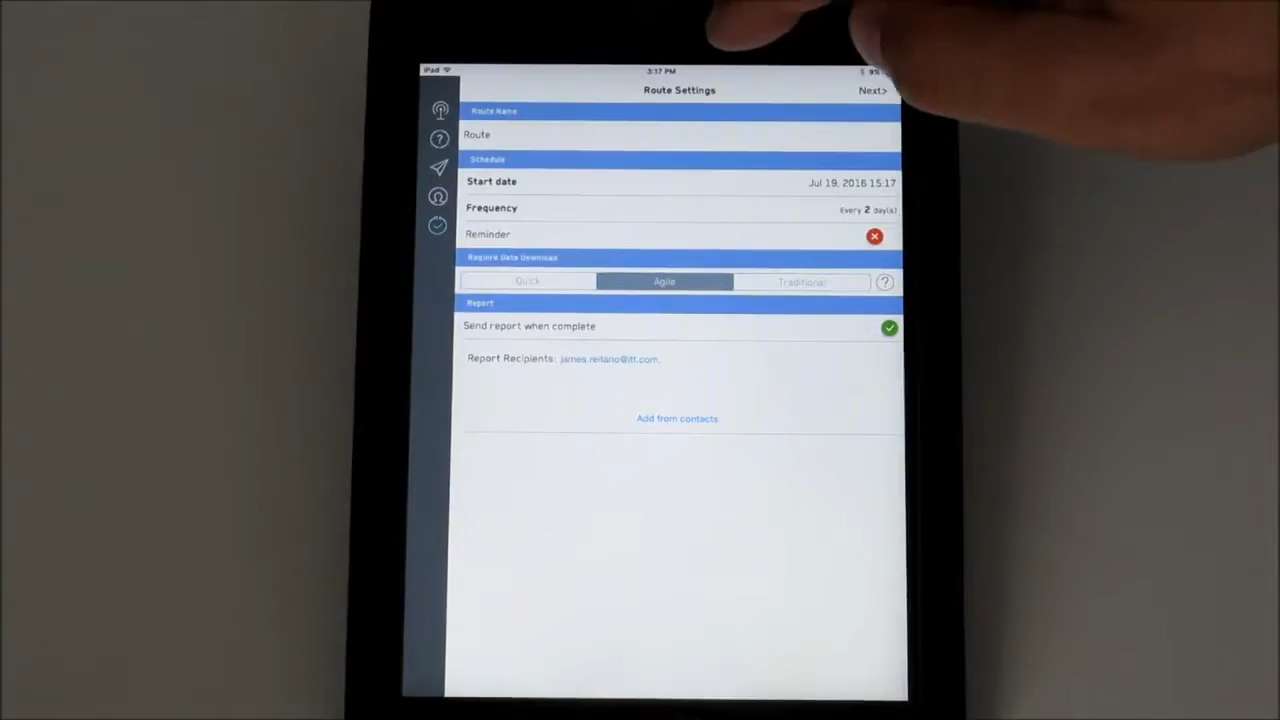 iPad 3:17 PM 9%
Route Settings Next>
Route Name
Route
Schedule
Start date Jul 19, 2016 15:17
Frequency Every 2 day(s)
Reminder
Require Data Download
Quick Agile Traditional ?
Report
Send report when complete
Report Recipients: james.reitano@itt.com,
Add from contacts